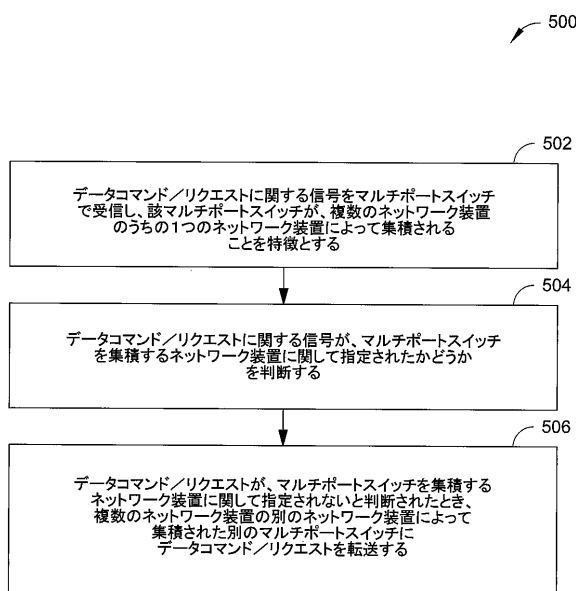 500
502
データコマンド/リクエストに関する信号をマルチポートスイッチ
で受信し、該マルチポートスイッチが、複数のネットワーク装置
のうちの1つのネットワーク装置によって集積される
ことを特徴とする
504
データコマンド/リクエストに関する信号が、マルチポートスイッチ
を集積するネットワーク装置に関して指定されたかどうか
を判断する
506
データコマンド/リクエストが、マルチポートスイッチを集積する
ネットワーク装置に関して指定されないと判断されたとき、
複数のネットワーク装置の別のネットワーク装置によって
集積された別のマルチポートスイッチに
データコマンド/リクエストを転送する